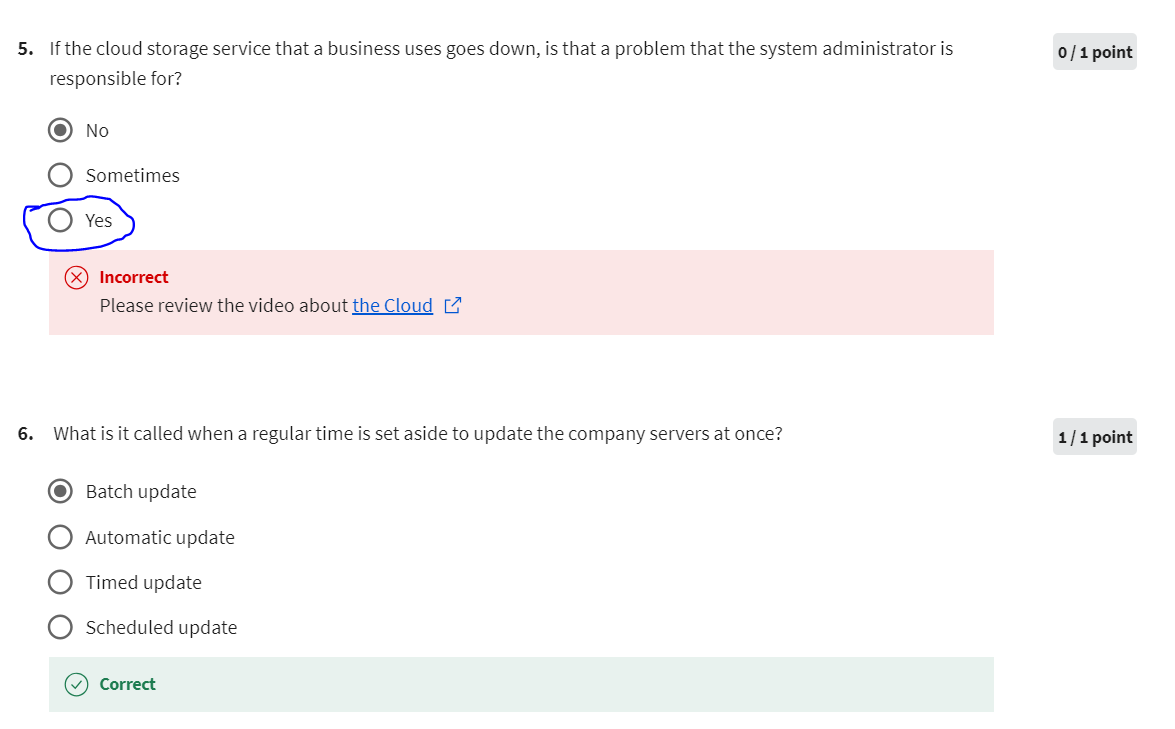 5. If the cloud storage service that a business uses goes down, is that a problem that the system administrator is
responsible for?
0 / 1 point
No
Sometimes
Yes
Incorrect
Please review the video about the Cloud
6. What is it called when a regular time is set aside to update the company servers at once?
1 / 1 point
Batch update
Automatic update
Timed update
Scheduled update
Correct